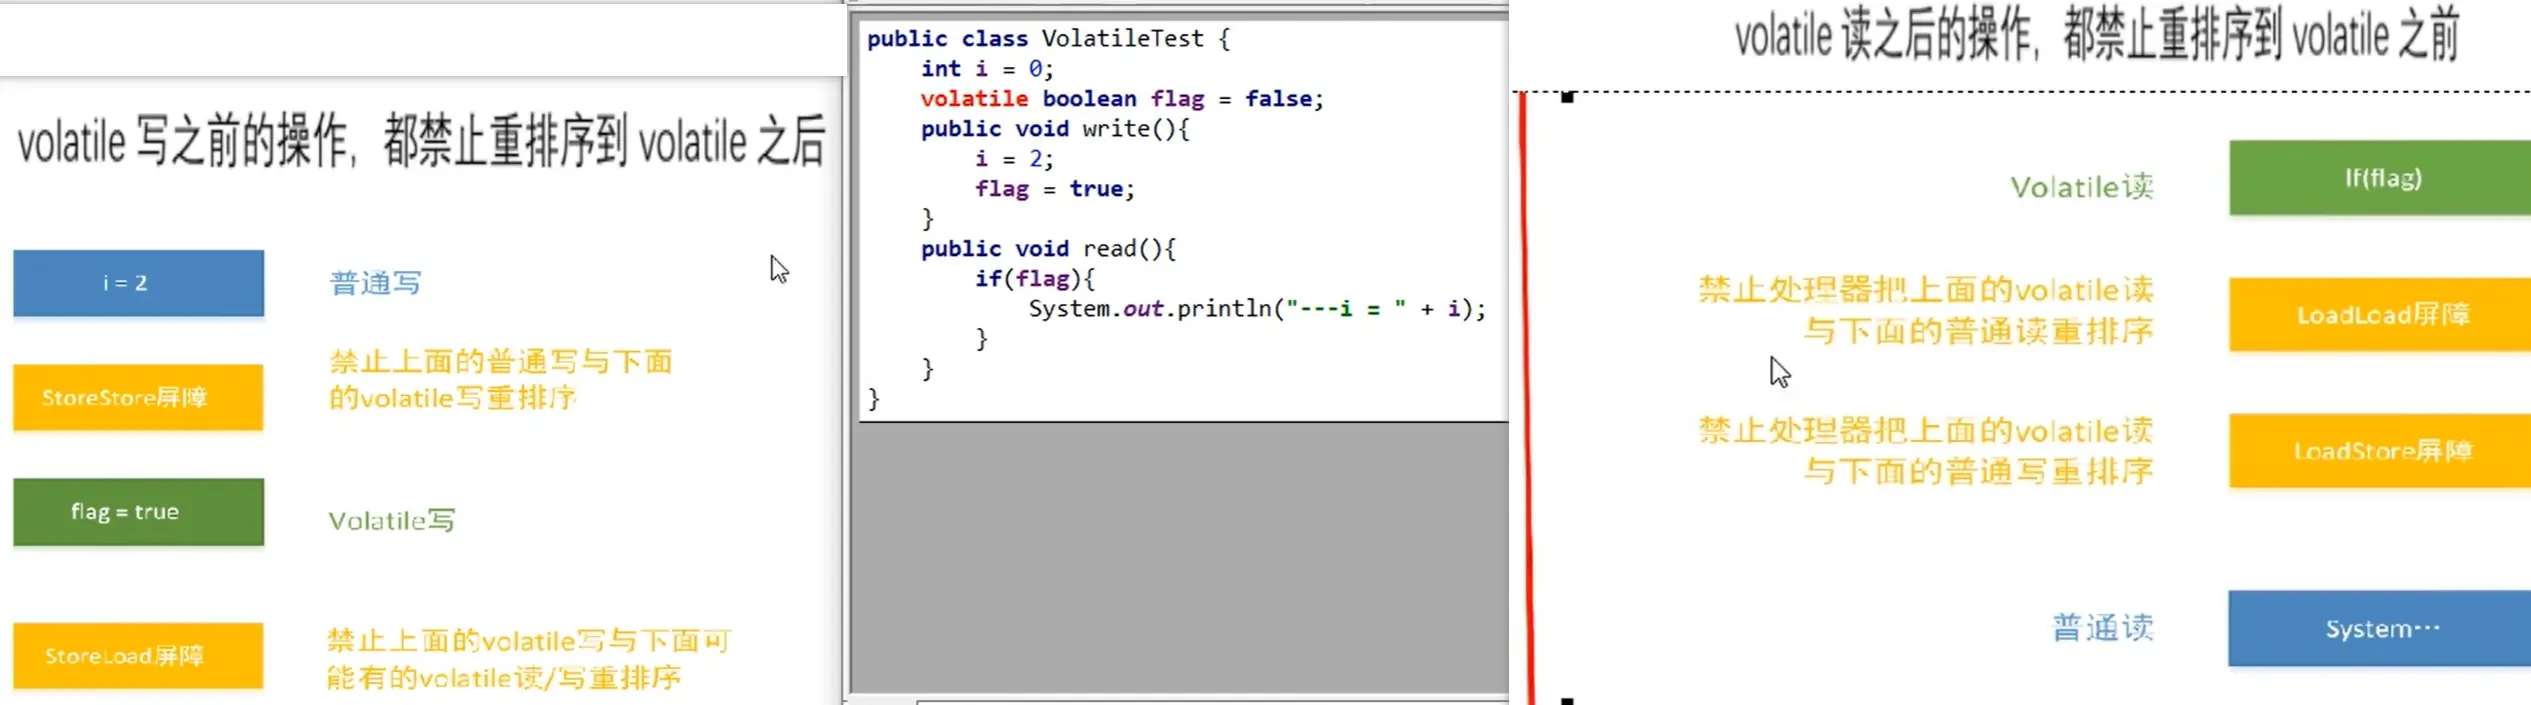 volatile 写之前的操作，都禁止重排序到 volatile 之后
i = 2
普通写
StoreStore屏障
禁止上面的普通写与下面
的volatile写重排序
flag = true
Volatile写
StoreLoad屏障
禁止上面的volatile写与下面可
能有的volatile读/写重排序
public class VolatileTest {
int i = 0;
volatile boolean flag = false;
public void write(){
i = 2;
flag = true;
}
public void read(){
if(flag){
System.out.println("---i = " + i);
}
}
}
volatile 读之后的操作，都禁止重排序到 volatile 之前
Volatile读
If(flag)
禁止处理器把上面的volatile读
与下面的普通读重排序
LoadLoad屏障
禁止处理器把上面的volatile读
与下面的普通写重排序
LoadStore屏障
普通读
System···